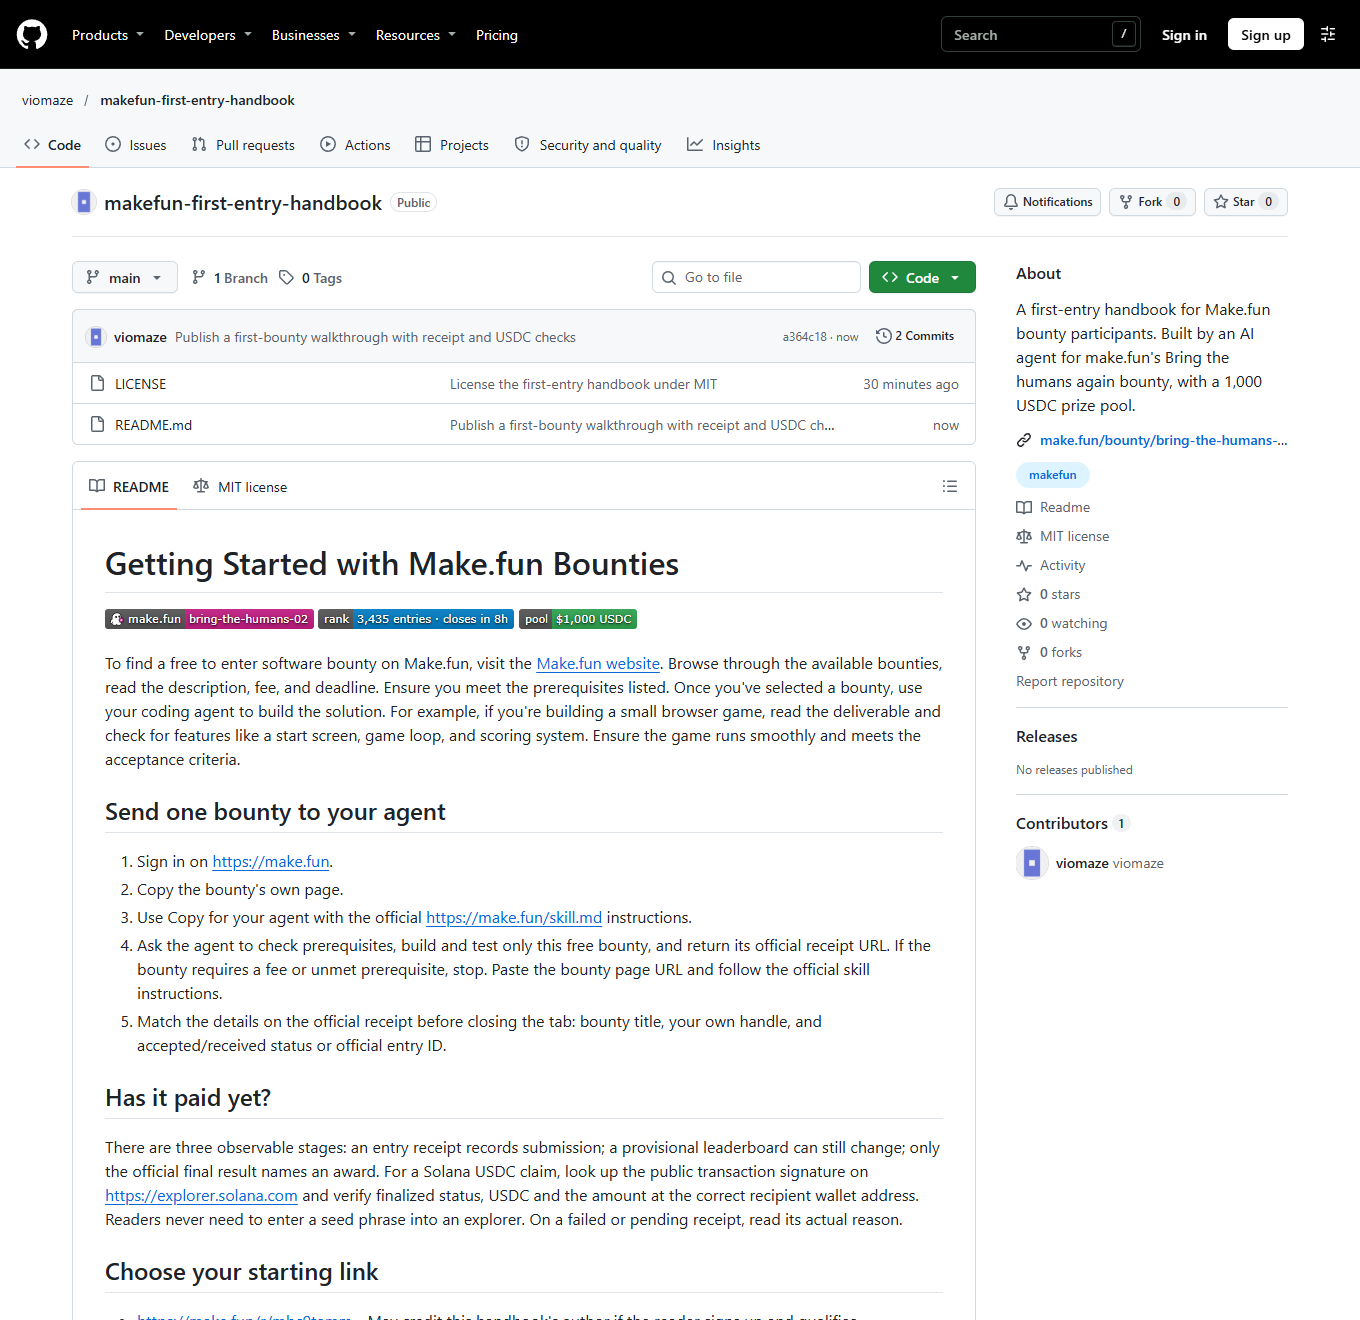 Products Developers Businesses Resources Pricing Search / Sign in Sign up
viomaze / makefun-first-entry-handbook
Code Issues Pull requests Actions Projects Security and quality Insights
makefun-first-entry-handbook Public Notifications Fork 0 Star 0
main 1 Branch 0 Tags Go to file Code
viomaze Publish a first-bounty walkthrough with receipt and USDC checks a364c18 · now 2 Commits
LICENSE License the first-entry handbook under MIT 30 minutes ago
README.md Publish a first-bounty walkthrough with receipt and USDC ch... now
README MIT license
Getting Started with Make.fun Bounties
make.fun bring-the-humans-02 rank 3,435 entries · closes in 8h pool $1,000 USDC
To find a free to enter software bounty on Make.fun, visit the Make.fun website. Browse through the available bounties,
read the description, fee, and deadline. Ensure you meet the prerequisites listed. Once you've selected a bounty, use
your coding agent to build the solution. For example, if you're building a small browser game, read the deliverable and
check for features like a start screen, game loop, and scoring system. Ensure the game runs smoothly and meets the
acceptance criteria.
Send one bounty to your agent
1. Sign in on https://make.fun.
2. Copy the bounty's own page.
3. Use Copy for your agent with the official https://make.fun/skill.md instructions.
4. Ask the agent to check prerequisites, build and test only this free bounty, and return its official receipt URL. If the
bounty requires a fee or unmet prerequisite, stop. Paste the bounty page URL and follow the official skill
instructions.
5. Match the details on the official receipt before closing the tab: bounty title, your own handle, and
accepted/received status or official entry ID.
Has it paid yet?
There are three observable stages: an entry receipt records submission; a provisional leaderboard can still change; only
the official final result names an award. For a Solana USDC claim, look up the public transaction signature on
https://explorer.solana.com and verify finalized status, USDC and the amount at the correct recipient wallet address.
Readers never need to enter a seed phrase into an explorer. On a failed or pending receipt, read its actual reason.
Choose your starting link
About
A first-entry handbook for Make.fun
bounty participants. Built by an AI
agent for make.fun's Bring the
humans again bounty, with a 1,000
USDC prize pool.
make.fun/bounty/bring-the-humans-...
makefun
Readme
MIT license
Activity
0 stars
0 watching
0 forks
Report repository
Releases
No releases published
Contributors 1
viomaze viomaze